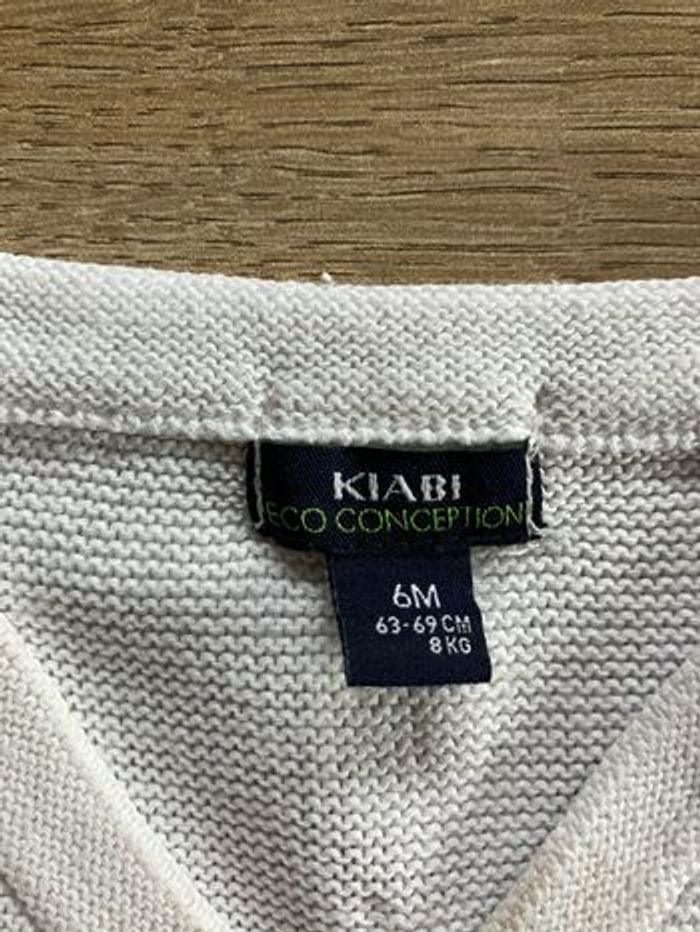 KIABI
ECO CONCEPTION
6M
63-69 CM
8 KG